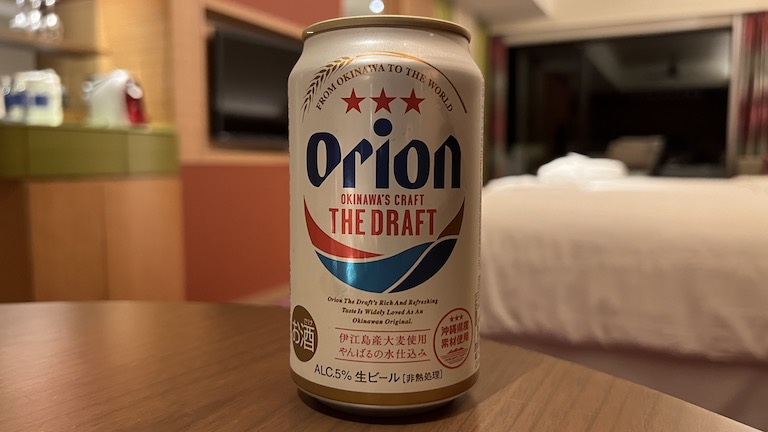 FROM OKINAWA TO THE WORLD
Orion
OKINAWA'S CRAFT
THE DRAFT
Orion The Draft's Rich And Refreshing
Taste Is Widely Loved As An
Okinawan Original.
お酒
伊江島産大麦使用
やんばるの水仕込み
沖縄県産
素材使用
ALC.5% 生ビール [非熱処理]